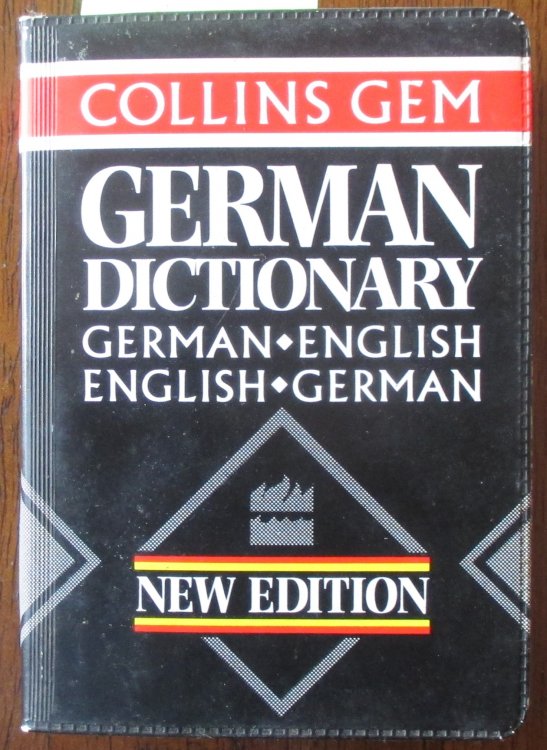 COLLINS GEM
GERMAN
DICTIONARY
GERMAN◆ENGLISH
ENGLISH◆GERMAN
NEW EDITION